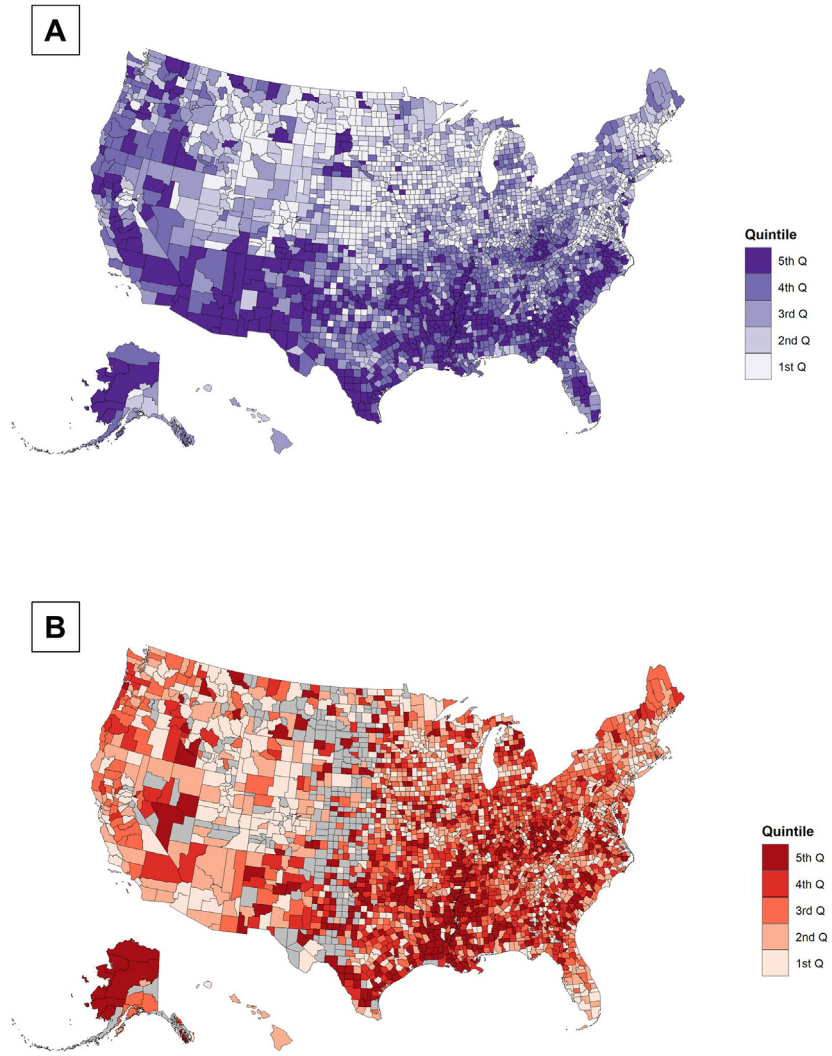 A
Quintile
5th Q
4th Q
3rd Q
2nd Q
1st Q
B
Quintile
5th Q
4th Q
3rd Q
2nd Q
1st Q